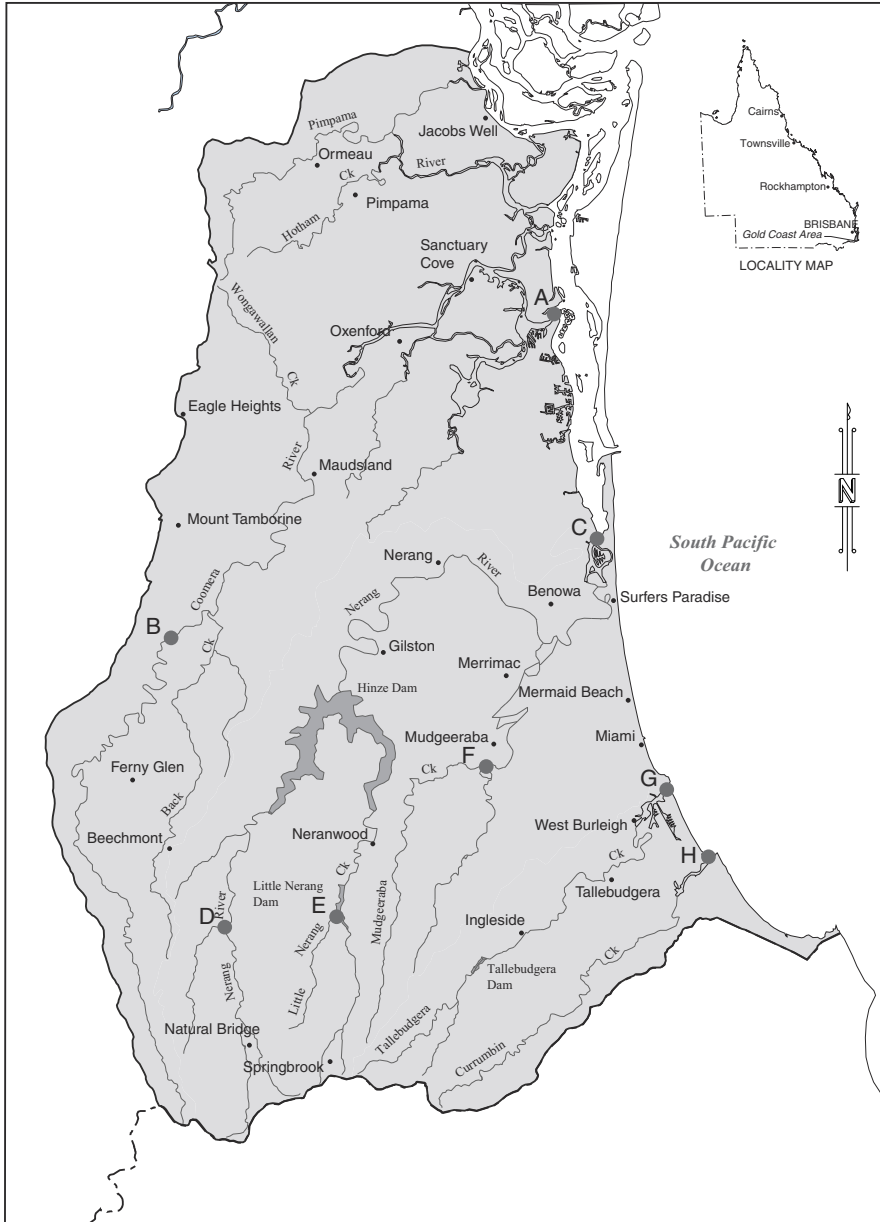 Pimpama
Jacobs Well
Ormeau
River
Ck
Pimpama
Hotham
Sanctuary
Cove
A
Wongawallan
Ck
Oxenford
Eagle Heights
River
Maudsland
Mount Tamborine
C
South Pacific
Ocean
Nerang
River
Coomera
Nerang
Benowa
Surfers Paradise
B
Ck
Gilston
Merrimac
Hinze Dam
Mermaid Beach
Mudgeeraba
Miami
F
Ck
Ferny Glen
G
Back
West Burleigh
Beechmont
Neranwood
H
Ck
Ck
Little Nerang
Dam
Tallebudgera
D
River
E
Mudgeeraba
Ingleside
Nerang
Ck
Tallebudgera
Dam
Nerang
Little
Natural Bridge
Tallebudgera
Springbrook
Currumbin
Cairns
Townsville
Rockhampton
BRISBANE
Gold Coast Area
LOCALITY MAP
N